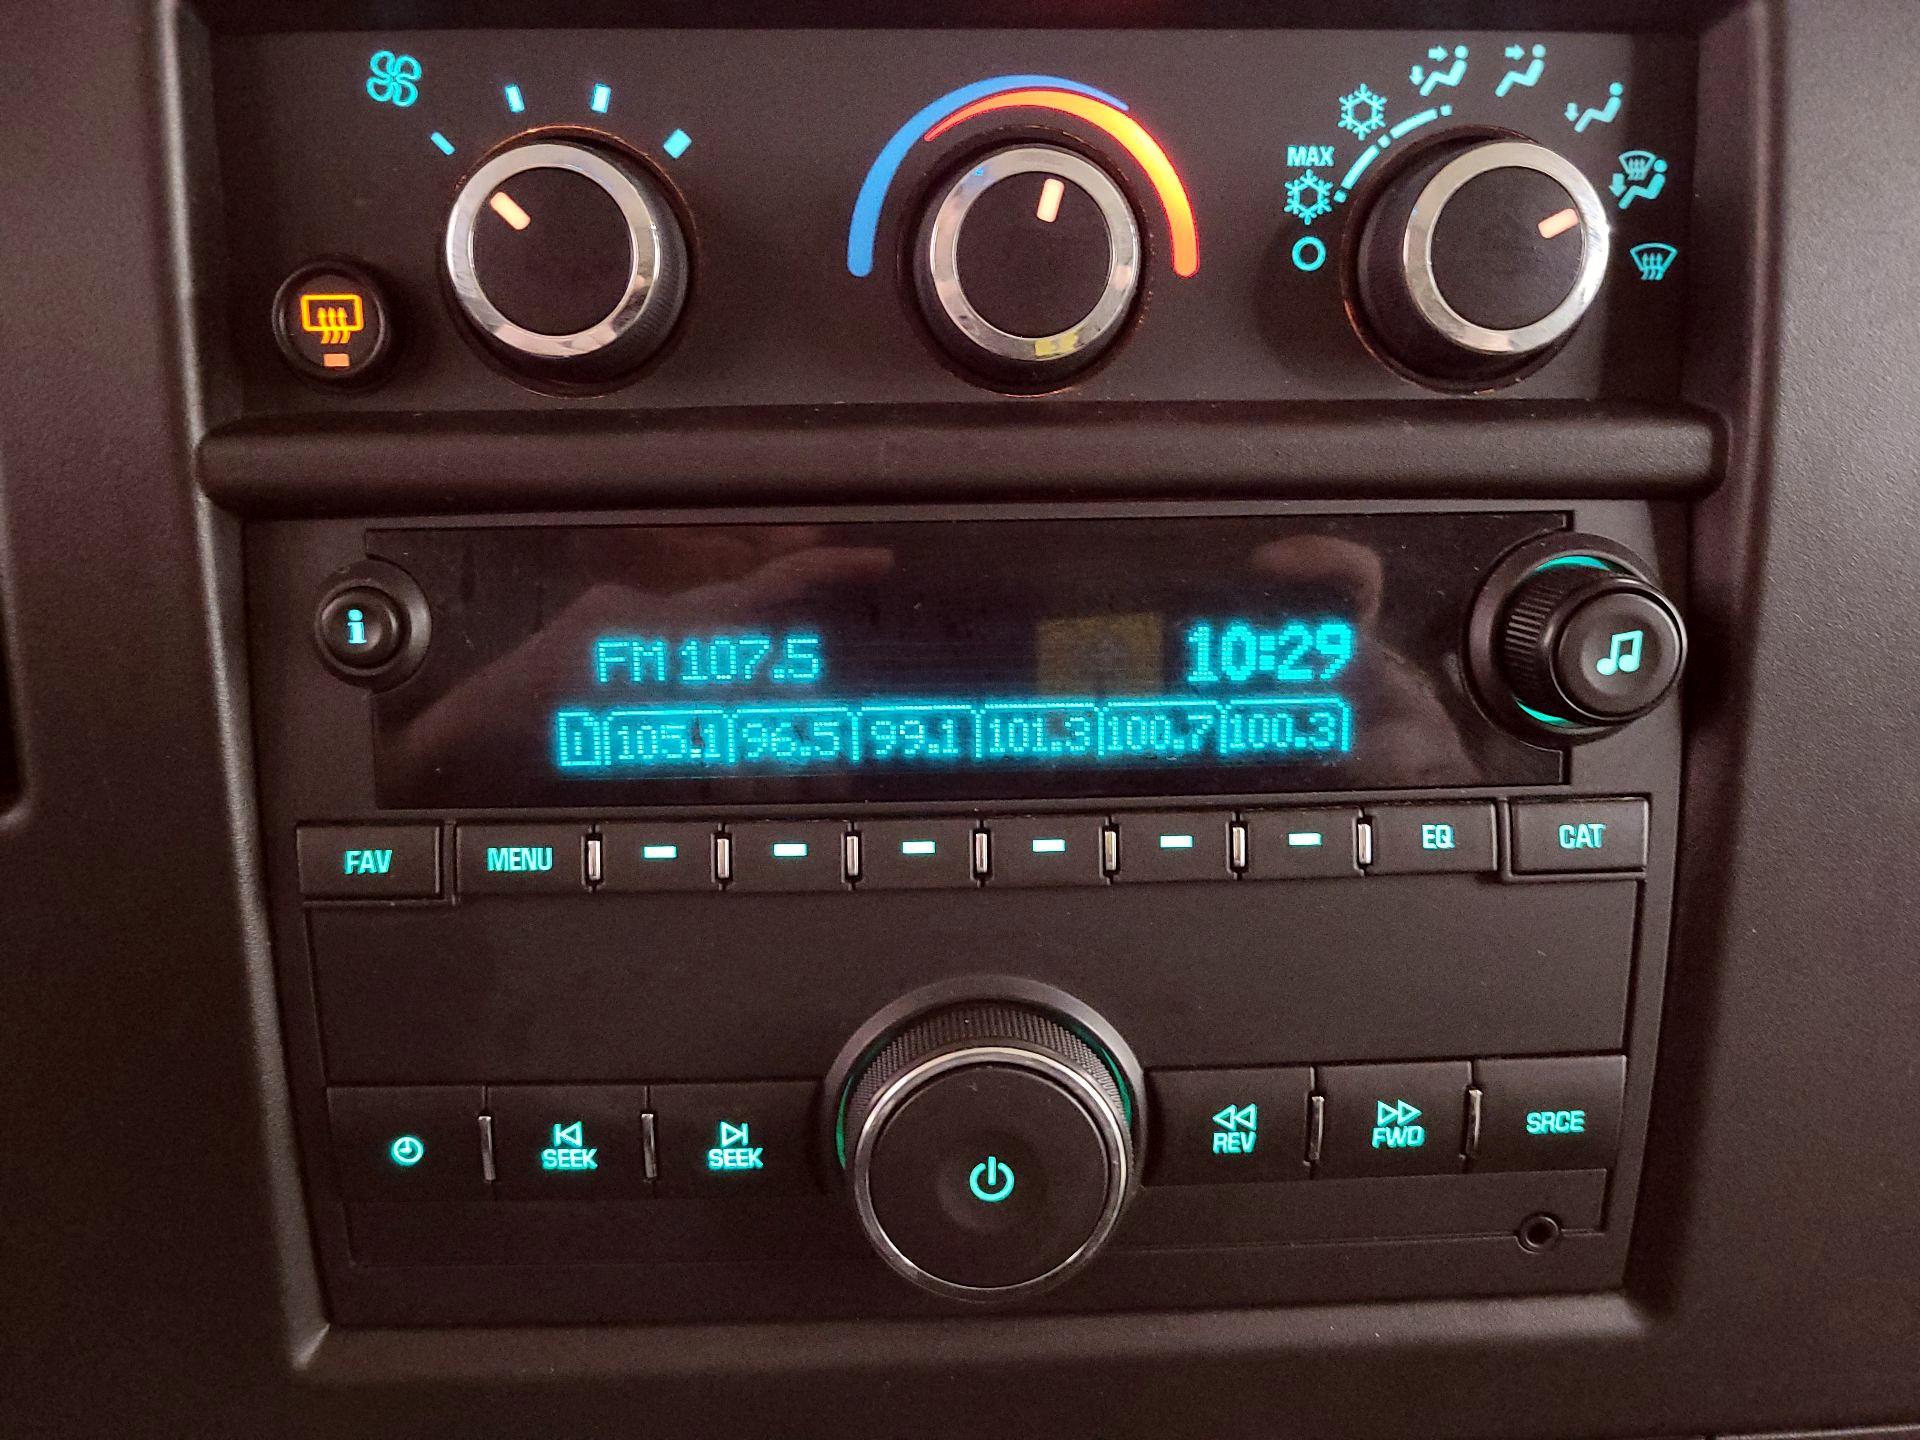 MAX
i
FM 107.5 10:29
1 105.1 96.5 99.1 101.3 100.7 100.3
FAV MENU EQ CAT
SEEK SEEK REV FWD SRCE